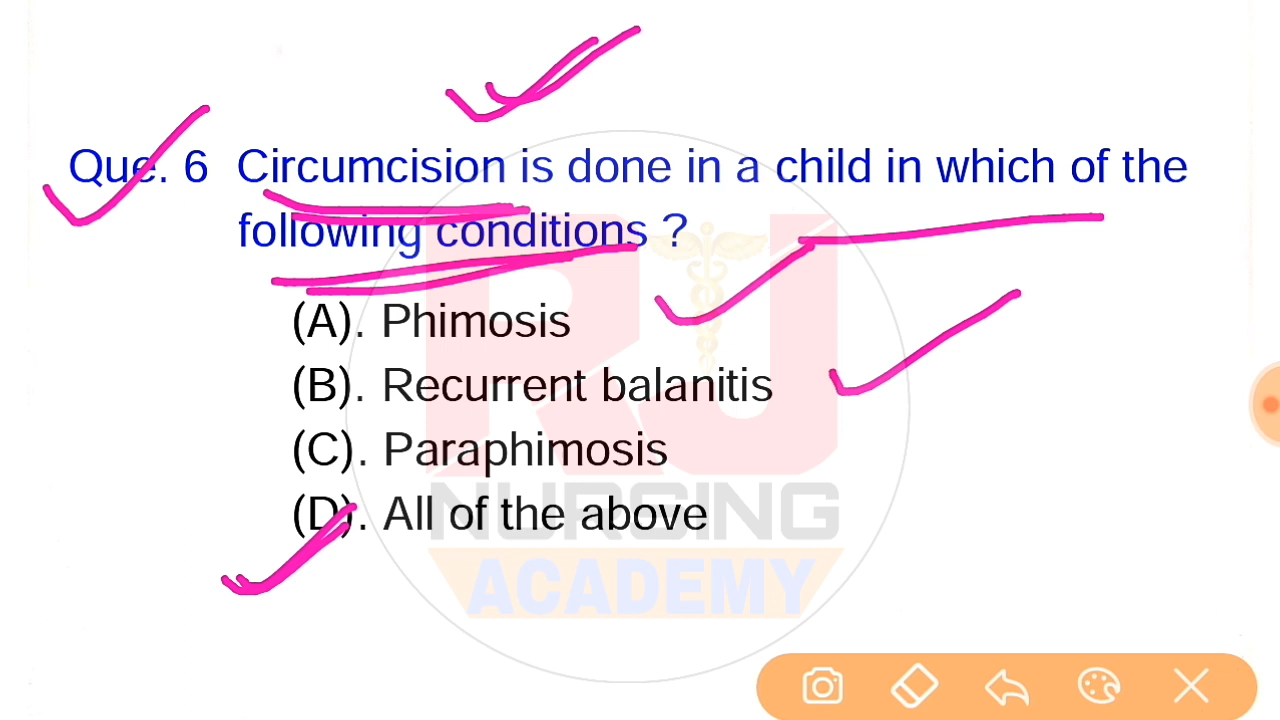 Que. 6 Circumcision is done in a child in which of the
following conditions ?
(A). Phimosis
(B). Recurrent balanitis
(C). Paraphimosis
(D). All of the above
RJ
NURSING
ACADEMY